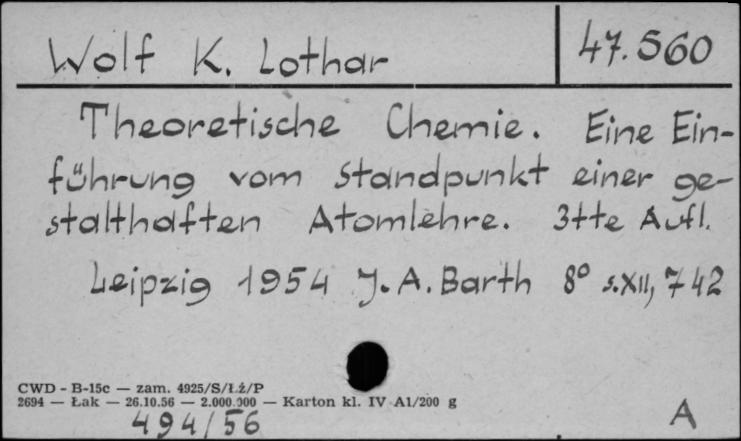 Wolf K. Lothar
47.560
Theoretische Chemie. Eine Ein-
führung vom Standpunkt einer ge-
stalthaften Atomlehre. 3tte Aufl.
Leipzig 1954 J. A. Barth 8° s.XII, 742
CWD - B-15c — zam. 4925/S/Łż/P
2694 — Łak — 26.10.56 — 2.000.000 — Karton kl. IV A1/200 g
494/56
A